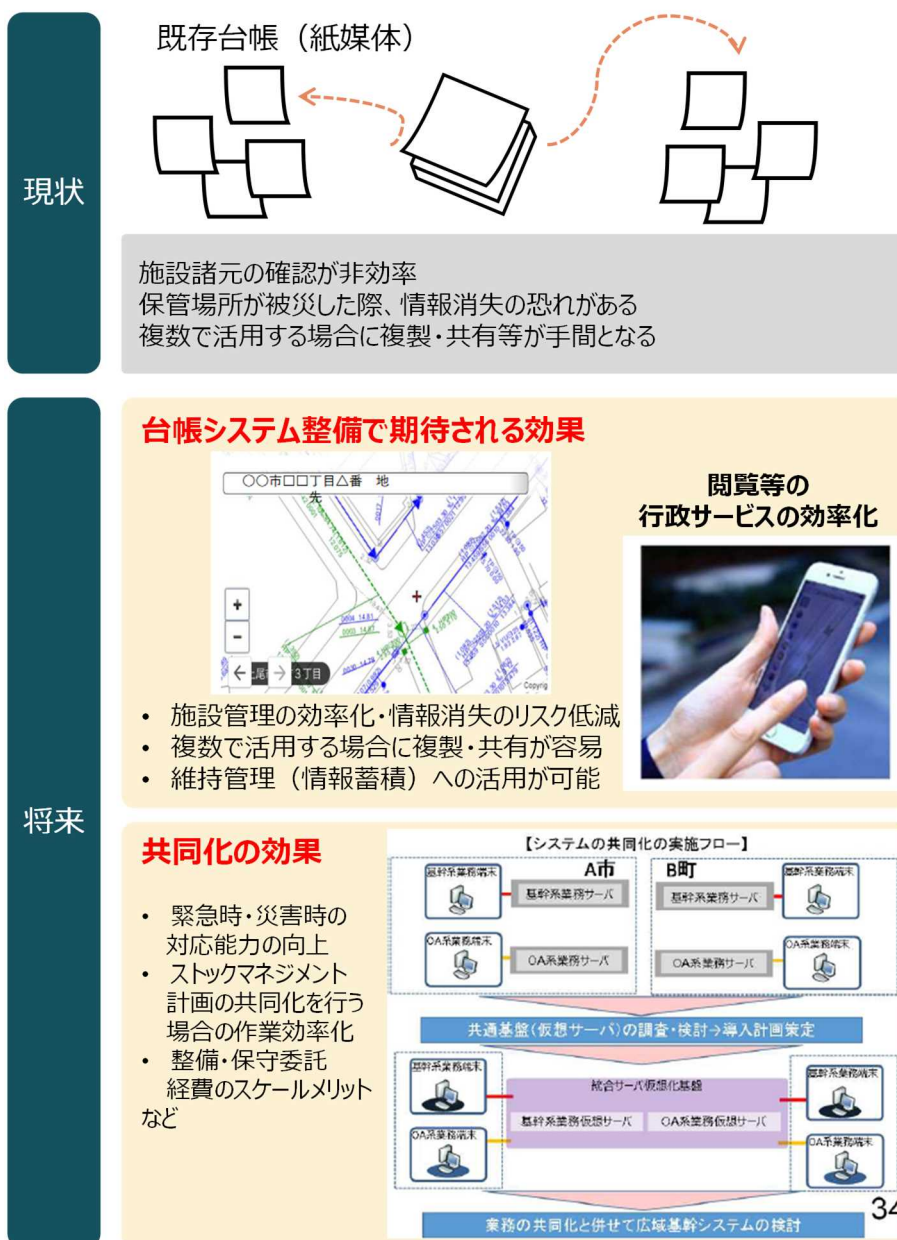 現状
既存台帳（紙媒体）
施設諸元の確認が非効率
保管場所が被災した際、情報消失の恐れがある
複数で活用する場合に複製・共有等が手間となる
将来
台帳システム整備で期待される効果
○○市□□丁目△番　地
先
+
−
3丁目
Copyrig
閲覧等の
行政サービスの効率化
• 施設管理の効率化・情報消失のリスク低減
• 複数で活用する場合に複製・共有が容易
• 維持管理（情報蓄積）への活用が可能
共同化の効果
• 緊急時・災害時の
対応能力の向上
• ストックマネジメント
計画の共同化を行う
場合の作業効率化
• 整備・保守委託
経費のスケールメリット
など
【システムの共同化の実施フロー】
A市
基幹系業務端末
基幹系業務サーバ
OA系業務端末
OA系業務サーバ
B町
基幹系業務サーバ
基幹系業務端末
OA系業務サーバ
OA系業務端末
共通基盤(仮想サーバ)の調査・検討→導入計画策定
基幹系業務端末
OA系業務端末
統合サーバ仮想化基盤
基幹系業務仮想サーバ
OA系業務仮想サーバ
基幹系業務端末
OA系業務端末
業務の共同化と併せて広域基幹システムの検討
34